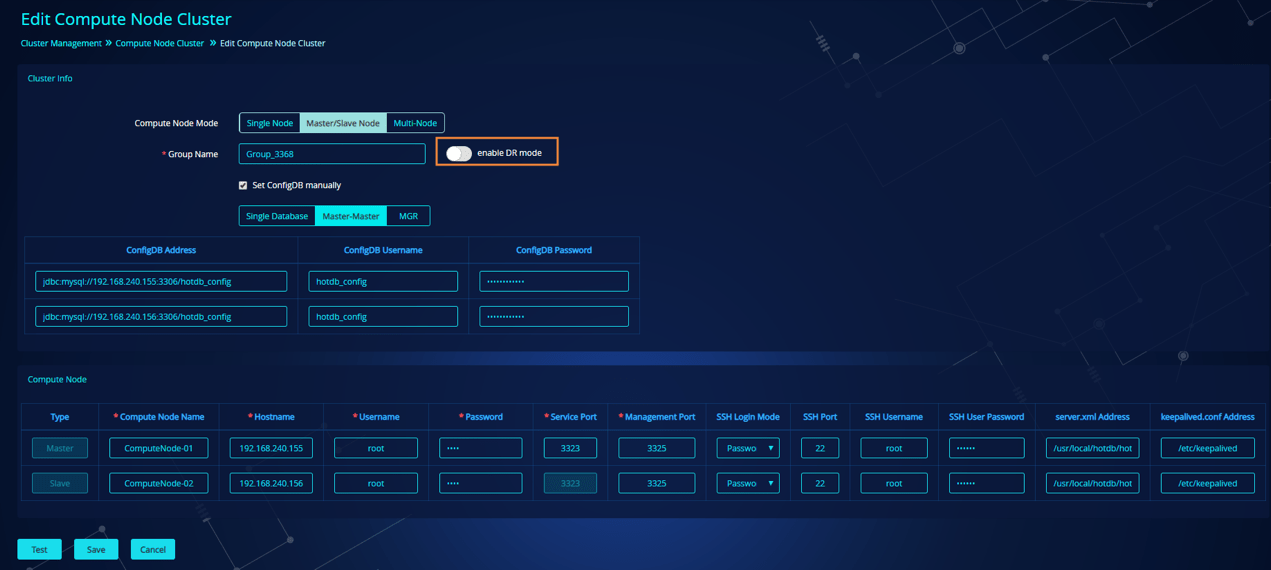 Edit Compute Node Cluster
Cluster Management » Compute Node Cluster » Edit Compute Node Cluster
Cluster Info
Compute Node Mode Single Node Master/Slave Node Multi-Node
* Group Name Group_3368 enable DR mode
Set ConfigDB manually
Single Database Master-Master MGR
ConfigDB Address ConfigDB Username ConfigDB Password
jdbc:mysql://192.168.240.155:3306/hotdb_config hotdb_config ••••••••••••
jdbc:mysql://192.168.240.156:3306/hotdb_config hotdb_config ••••••••••••
Compute Node
Type * Compute Node Name * Hostname * Username * Password * Service Port * Management Port SSH Login Mode SSH Port SSH Username SSH User Password server.xml Address keepalived.conf Address
Master ComputeNode-01 192.168.240.155 root •••• 3323 3325 Passwo 22 root •••••• /usr/local/hotdb/hot /etc/keepalived
Slave ComputeNode-02 192.168.240.156 root •••• 3323 3325 Passwo 22 root •••••• /usr/local/hotdb/hot /etc/keepalived
Test Save Cancel